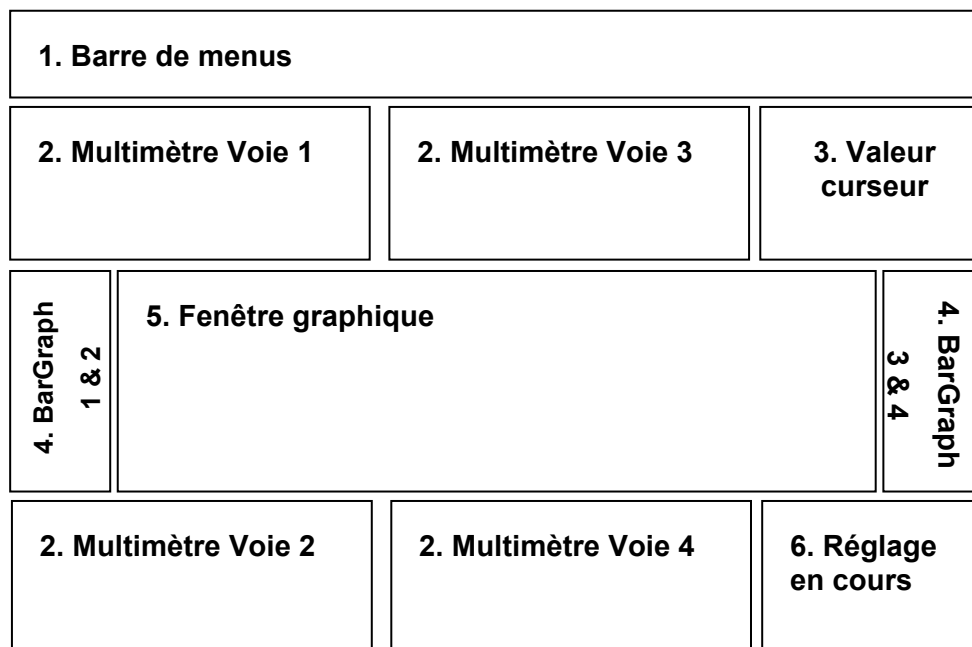 1. Barre de menus
2. Multimètre Voie 1
2. Multimètre Voie 3
3. Valeur
curseur
4. BarGraph
1 & 2
5. Fenêtre graphique
4. BarGraph
3 & 4
2. Multimètre Voie 2
2. Multimètre Voie 4
6. Réglage
en cours